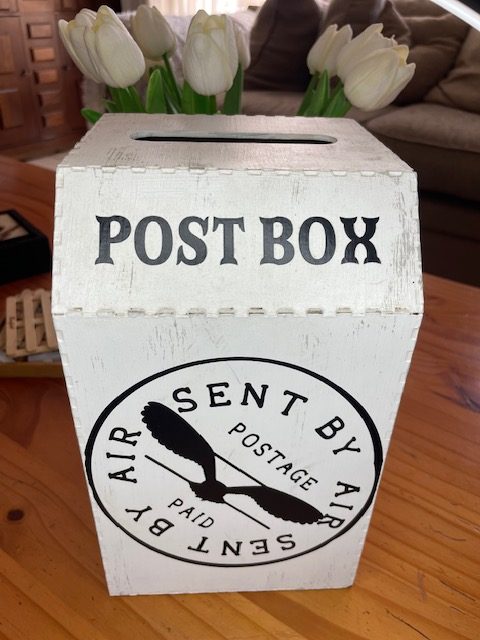 POST BOX
SENT BY AIR
POSTAGE
PAID
SENT BY AIR